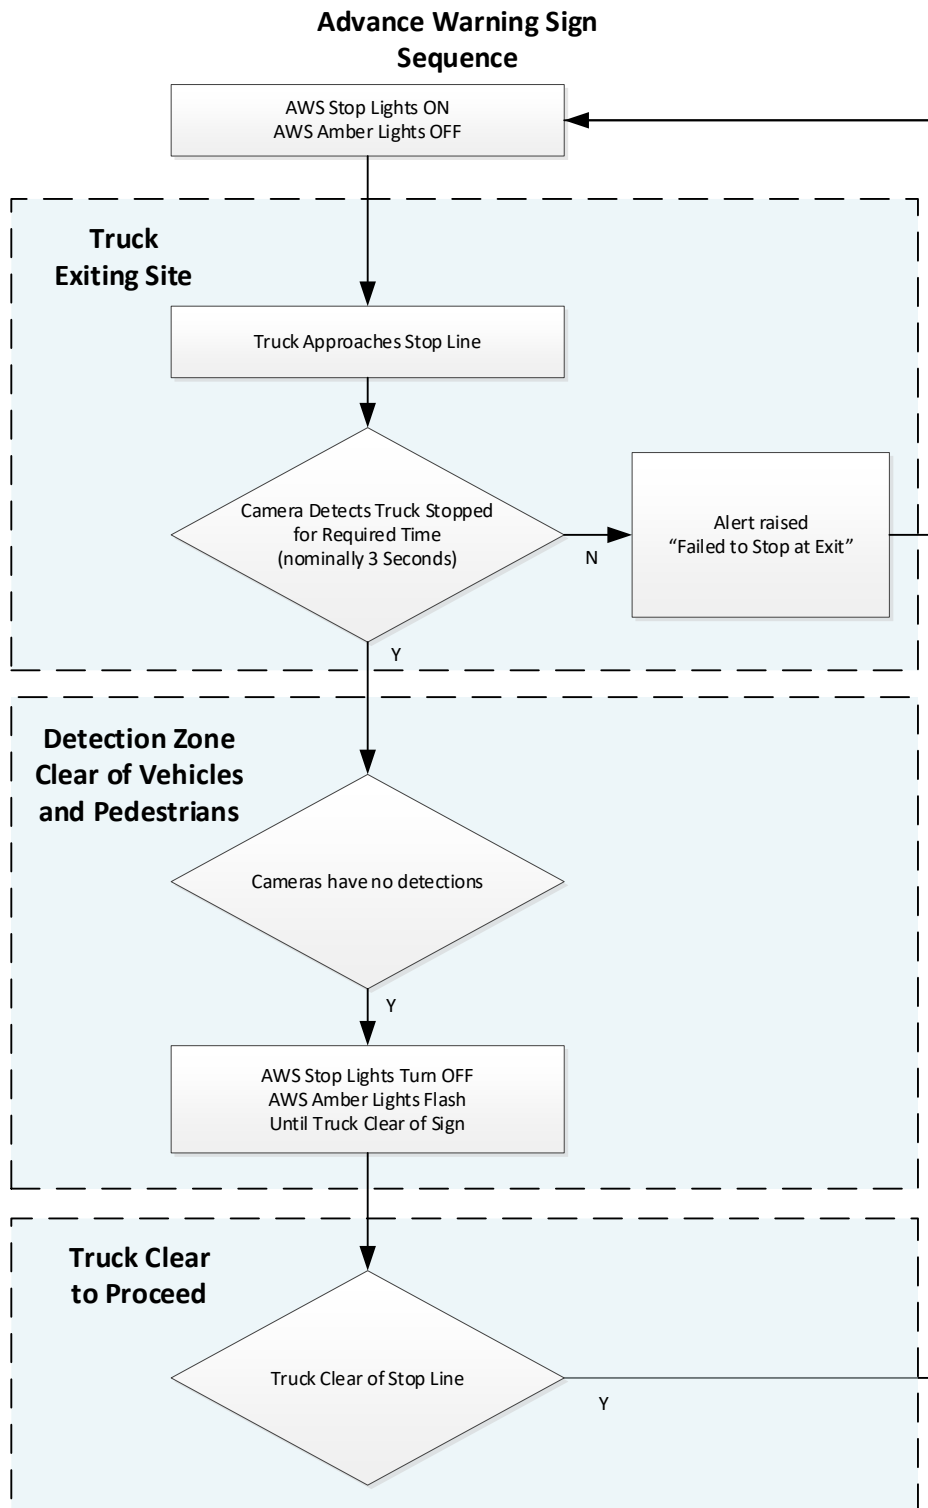 Advance Warning Sign
Sequence
AWS Stop Lights ON
AWS Amber Lights OFF
Truck
Exiting Site
Truck Approaches Stop Line
Camera Detects Truck Stopped
for Required Time
(nominally 3 Seconds)
N
Alert raised
“Failed to Stop at Exit”
Y
Detection Zone
Clear of Vehicles
and Pedestrians
Cameras have no detections
Y
AWS Stop Lights Turn OFF
AWS Amber Lights Flash
Until Truck Clear of Sign
Truck Clear
to Proceed
Truck Clear of Stop Line
Y